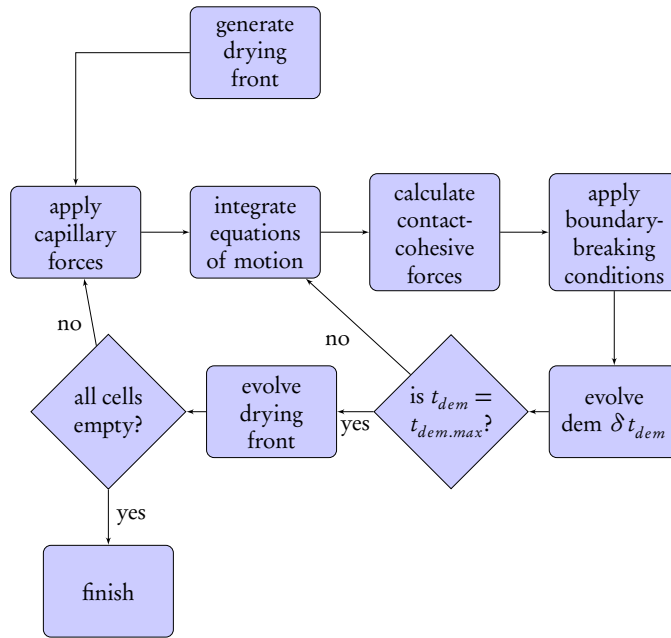 generate
drying
front
apply
capillary
forces
integrate
equations
of motion
calculate
contact-
cohesive
forces
apply
boundary-
breaking
conditions
no
no
all cells
empty?
evolve
drying
front
yes
is t_dem =
t_dem.max?
evolve
dem δ t_dem
yes
finish